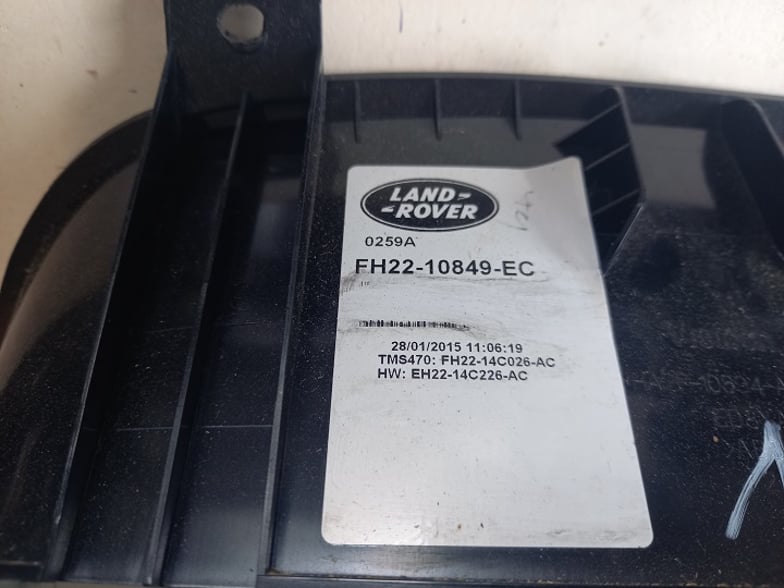 LAND-
-ROVER
0259A
FH22-10849-EC
28/01/2015 11:06:19
TMS470: FH22-14C026-AC
HW: EH22-14C226-AC